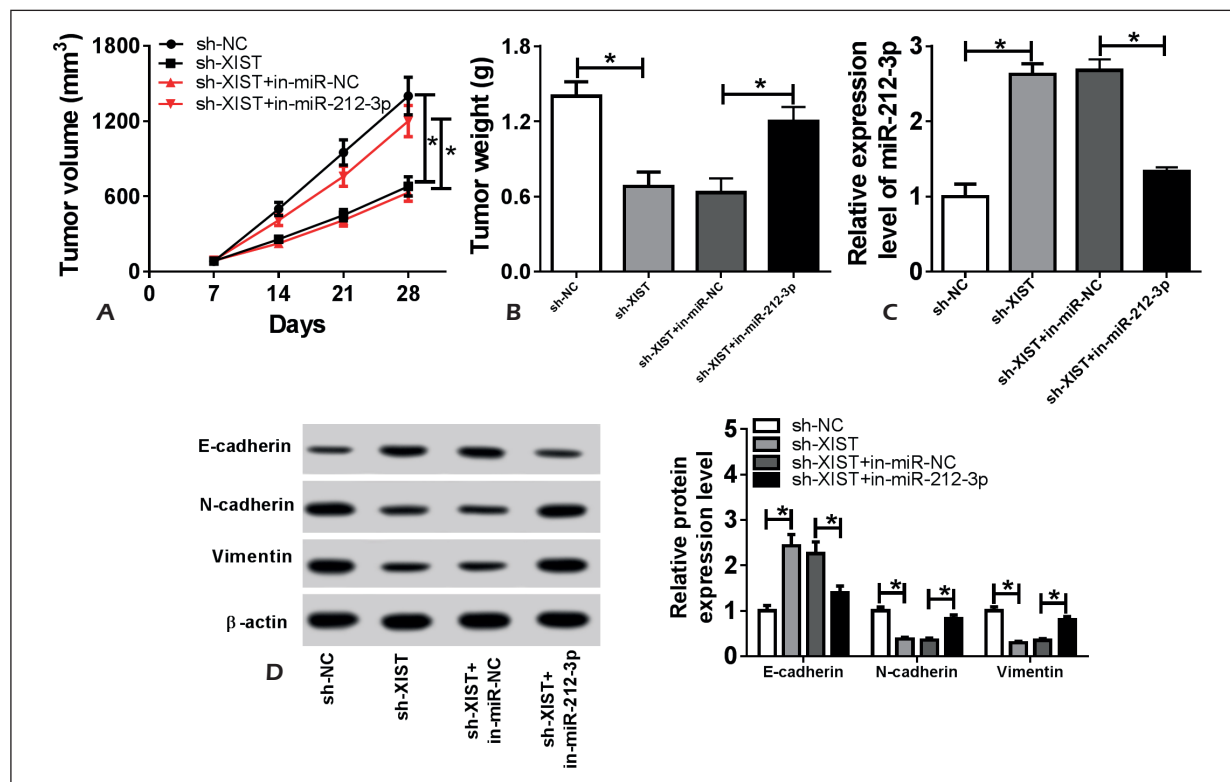 Tumor volume (mm³)
1800
1200
600
0
0
7
14
21
28
Days
sh-NC
sh-XIST
sh-XIST+in-miR-NC
sh-XIST+in-miR-212-3p
*
*
A
Tumor weight (g)
1.8
1.2
0.6
0.0
*
*
sh-NC
sh-XIST
sh-XIST+in-miR-NC
sh-XIST+in-miR-212-3p
B
Relative expression
level of miR-212-3p
3
2
1
0
*
*
sh-NC
sh-XIST
sh-XIST+in-miR-NC
sh-XIST+in-miR-212-3p
C
E-cadherin
N-cadherin
Vimentin
β-actin
sh-NC
sh-XIST
sh-XIST+
in-miR-NC
sh-XIST+
in-miR-212-3p
D
Relative protein
expression level
5
4
3
2
1
0
sh-NC
sh-XIST
sh-XIST+in-miR-NC
sh-XIST+in-miR-212-3p
*
*
*
*
*
*
E-cadherin
N-cadherin
Vimentin